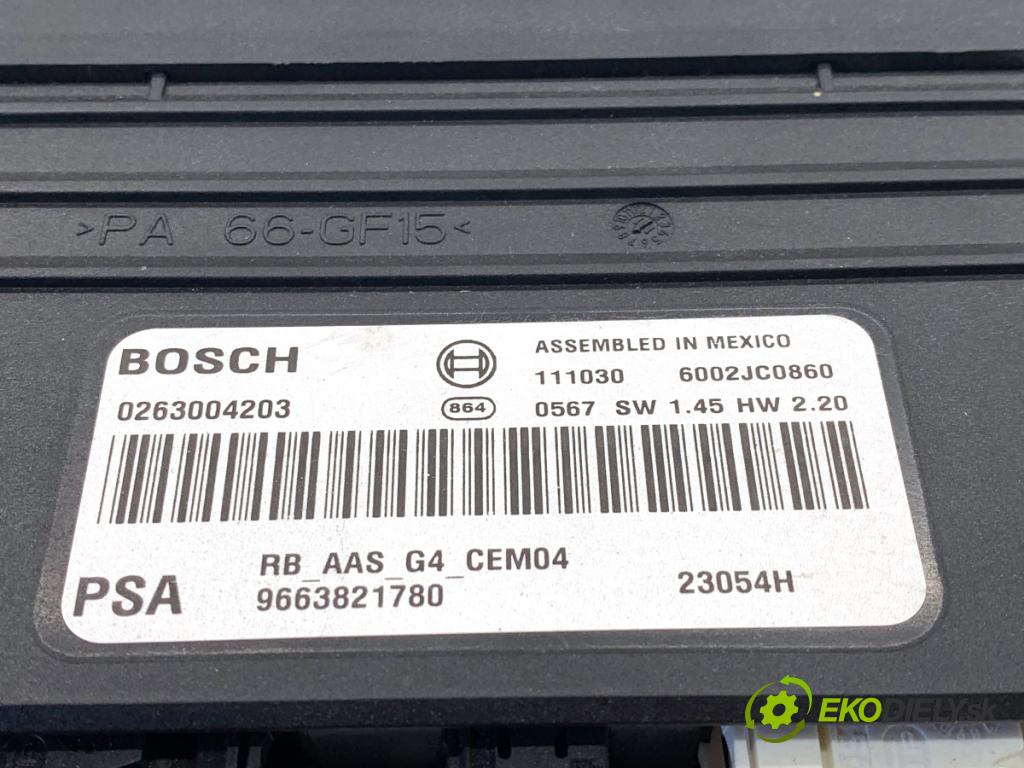 >PA 66-GF15<
BOSCH
ASSEMBLED IN MEXICO
111030 6002JC0860
0263004203
864
0567 SW 1.45 HW 2.20
RB_AAS_G4_CEM04
PSA
9663821780
23054H
EKODIELY.sk